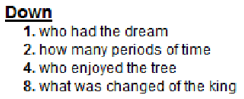 Down
1. who had the dream
2. how many periods of time
4. who enjoyed the tree
8. what was changed of the king